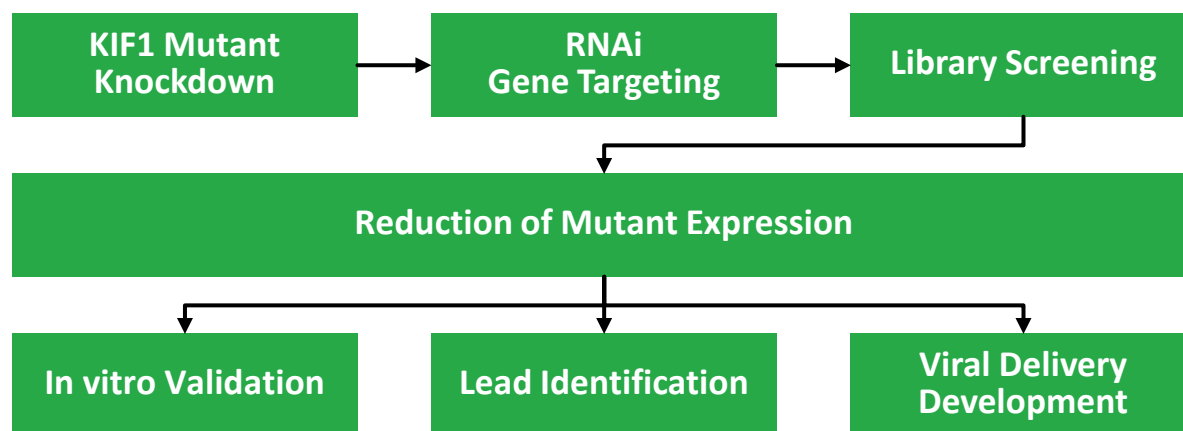 KIF1 Mutant
Knockdown
RNAi
Gene Targeting
Library Screening
Reduction of Mutant Expression
In vitro Validation
Lead Identification
Viral Delivery
Development